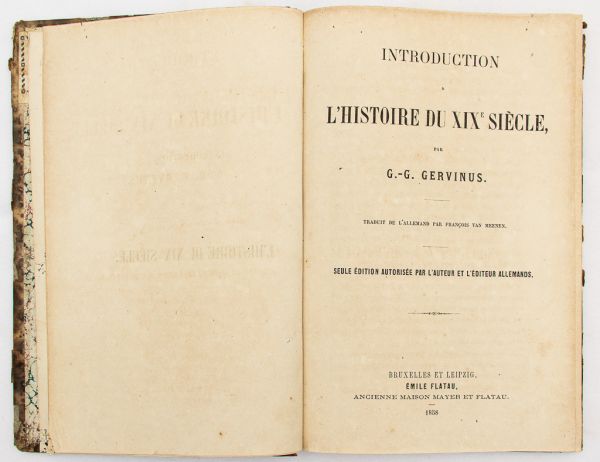 INTRODUCTION
A
L'HISTOIRE DU XIXE SIÈCLE,
PAR
G.-G. GERVINUS.
TRADUIT DE L'ALLEMAND PAR FRANÇOIS VAN MEENEN.
SEULE ÉDITION AUTORISÉE PAR L'AUTEUR ET L'ÉDITEUR ALLEMANDS.
BRUXELLES ET LEIPZIG,
ÉMILE FLATAU,
ANCIENNE MAISON MAYER ET FLATAU.
1858